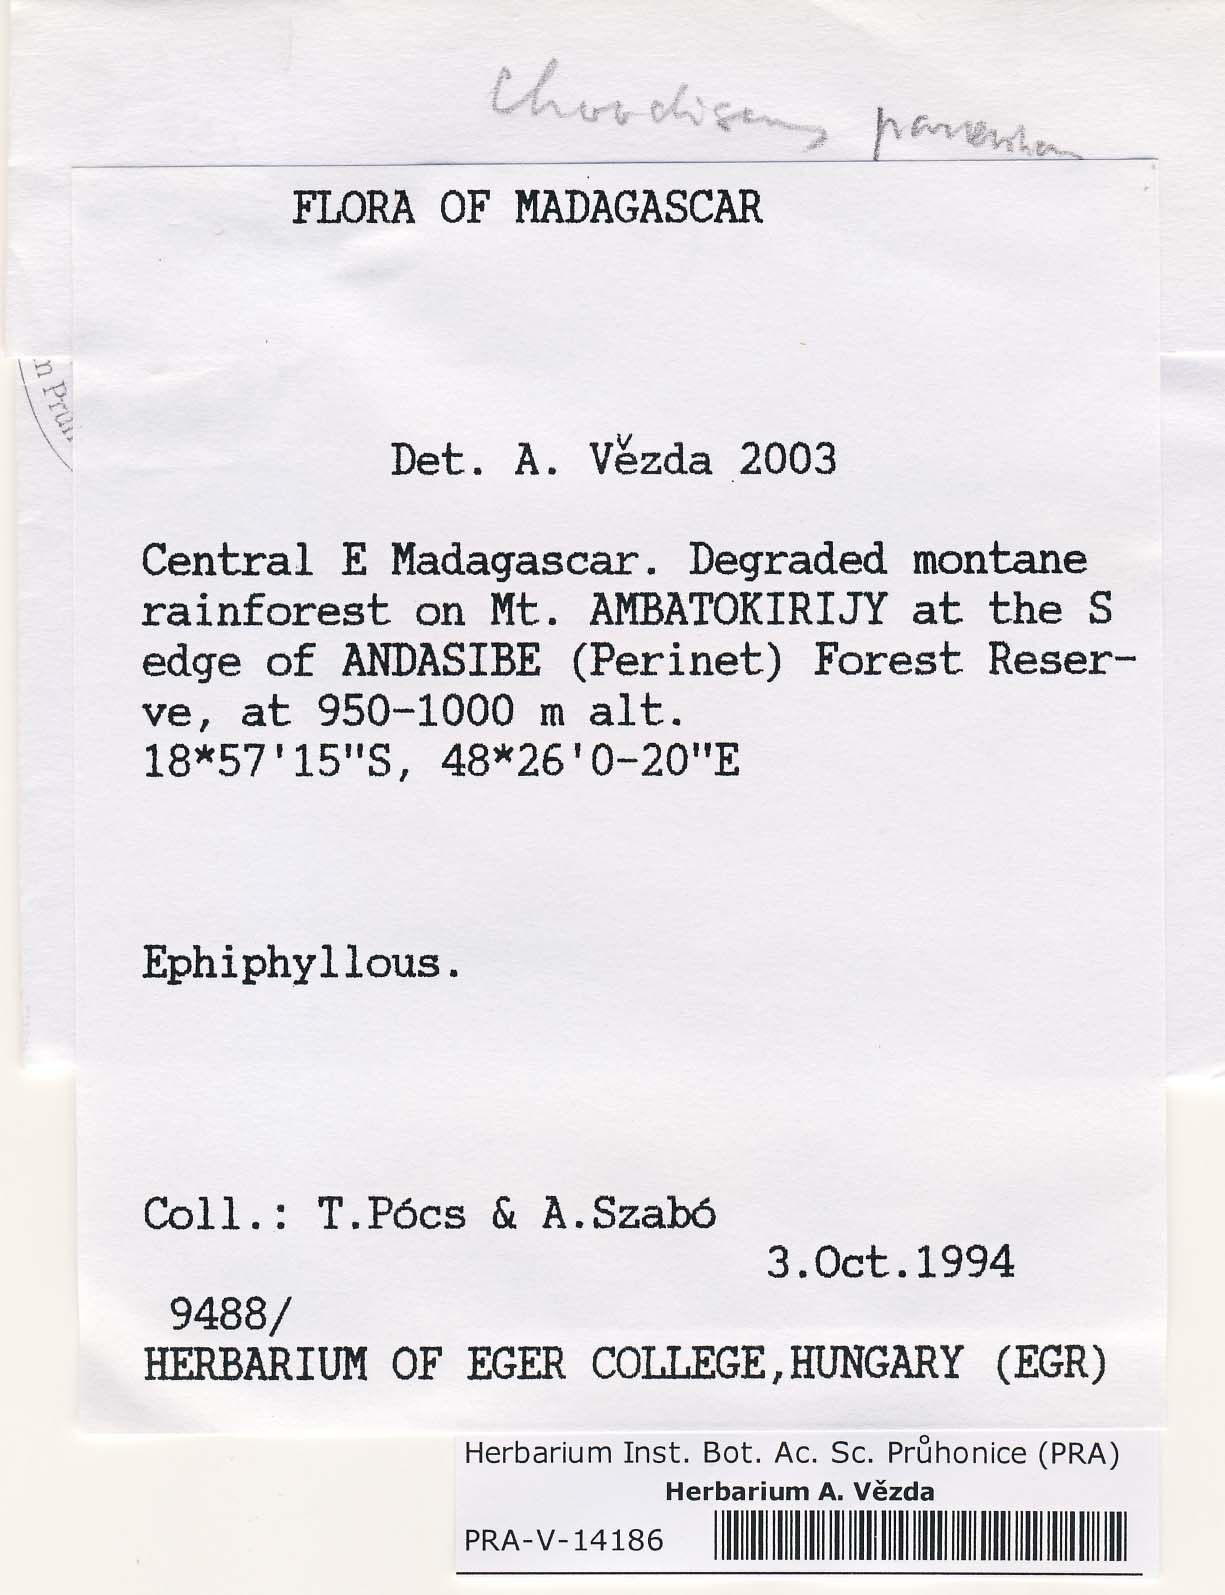 FLORA OF MADAGASCAR
n Prův
Det. A. Vězda 2003
Central E Madagascar. Degraded montane
rainforest on Mt. AMBATOKIRIJY at the S
edge of ANDASIBE (Perinet) Forest Reser-
ve, at 950-1000 m alt.
18*57'15"S, 48*26'0-20"E
Ephiphyllous.
Coll.: T.Pócs & A.Szabó
3.Oct.1994
9488/
HERBARIUM OF EGER COLLEGE,HUNGARY (EGR)
Herbarium Inst. Bot. Ac. Sc. Průhonice (PRA)
Herbarium A. Vězda
PRA-V-14186